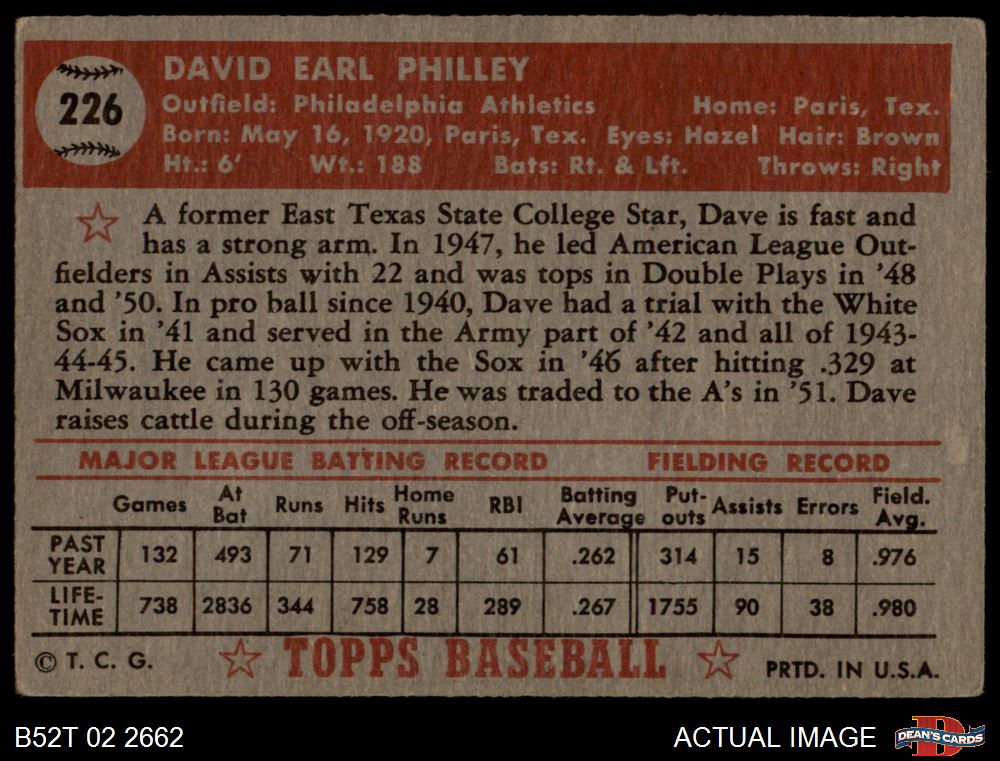 226
DAVID EARL PHILLEY
Outfield: Philadelphia Athletics Home: Paris, Tex.
Born: May 16, 1920, Paris, Tex. Eyes: Hazel Hair: Brown
Ht.: 6' Wt.: 188 Bats: Rt. & Lft. Throws: Right
A former East Texas State College Star, Dave is fast and
has a strong arm. In 1947, he led American League Out-
fielders in Assists with 22 and was tops in Double Plays in '48
and '50. In pro ball since 1940, Dave had a trial with the White
Sox in '41 and served in the Army part of '42 and all of 1943-
44-45. He came up with the Sox in '46 after hitting .329 at
Milwaukee in 130 games. He was traded to the A's in '51. Dave
raises cattle during the off-season.
MAJOR LEAGUE BATTING RECORD FIELDING RECORD
Games At Bat Runs Hits Home Runs RBI Batting Average Put-outs Assists Errors Field. Avg.
PAST YEAR 132 493 71 129 7 61 .262 314 15 8 .976
LIFE-TIME 738 2836 344 758 28 289 .267 1755 90 38 .980
© T. C. G. TOPPS BASEBALL PRTD. IN U.S.A.
B52T 02 2662 ACTUAL IMAGE DEAN'S CARDS